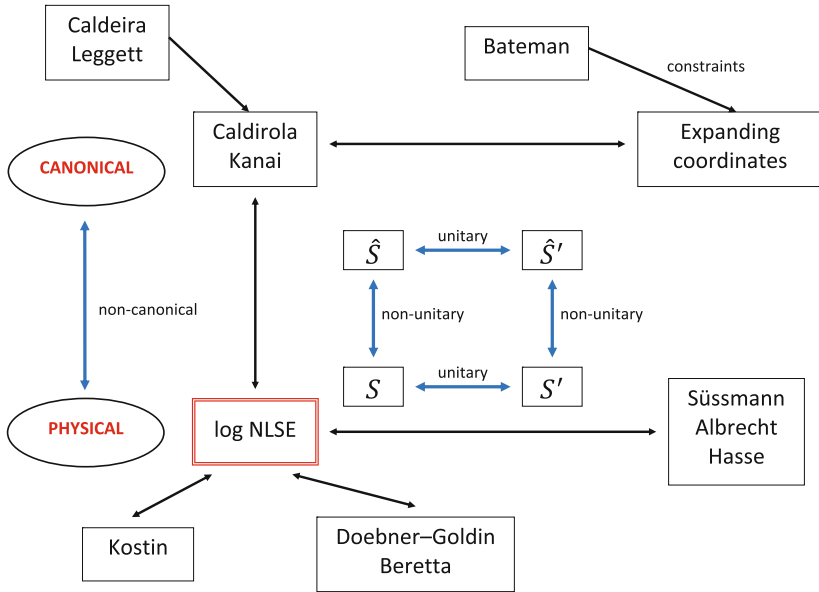 Caldeira
Leggett
Bateman
constraints
Caldirola
Kanai
Expanding
coordinates
CANONICAL
unitary
Ŝ
Ŝ′
non-canonical
non-unitary
non-unitary
unitary
S
S′
PHYSICAL
log NLSE
Süssmann
Albrecht
Hasse
Kostin
Doebner–Goldin
Beretta